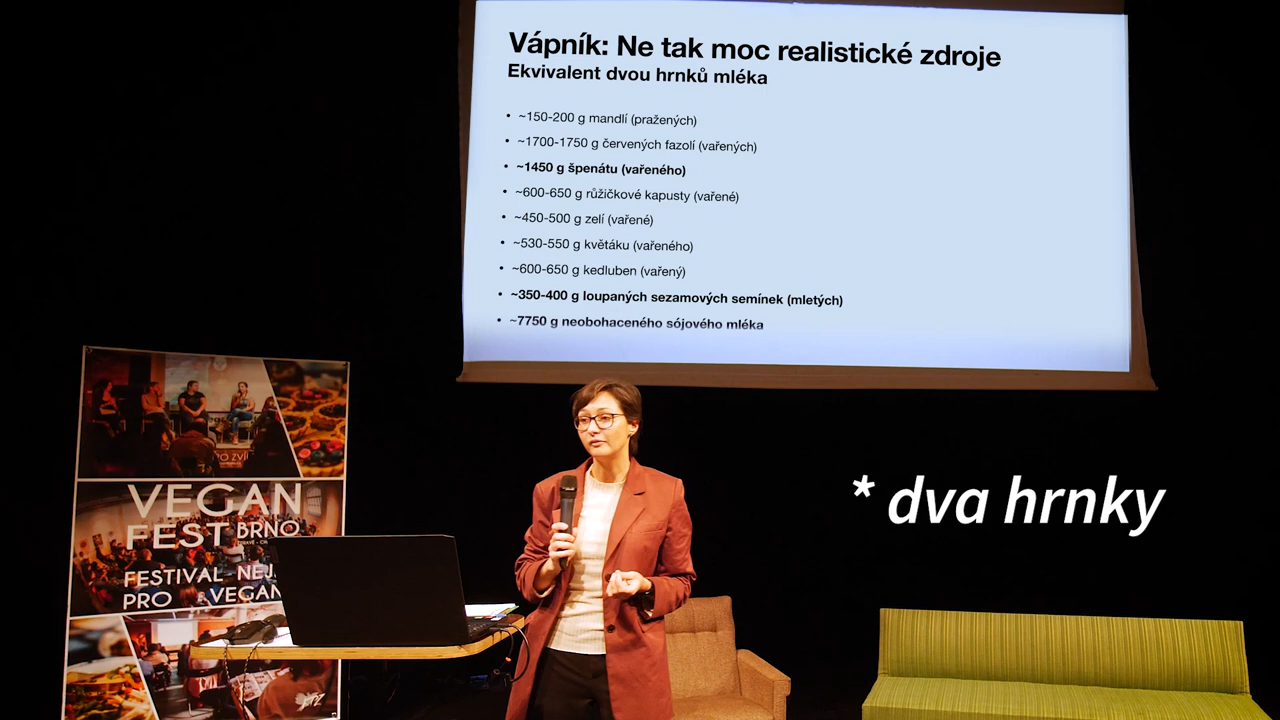 Vápník: Ne tak moc realistické zdroje
Ekvivalent dvou hrnků mléka
• ~150-200 g mandlí (pražených)
• ~1700-1750 g červených fazolí (vařených)
• ~1450 g špenátu (vařeného)
• ~600-650 g růžičkové kapusty (vařené)
• ~450-500 g zelí (vařené)
• ~530-550 g květáku (vařeného)
• ~600-650 g kedluben (vařený)
• ~350-400 g loupaných sezamových semínek (mletých)
• ~7750 g neobohaceného sójového mléka
* dva hrnky
VEGAN
FEST BRNO
FESTIVAL NEJ
PRO VEGAN